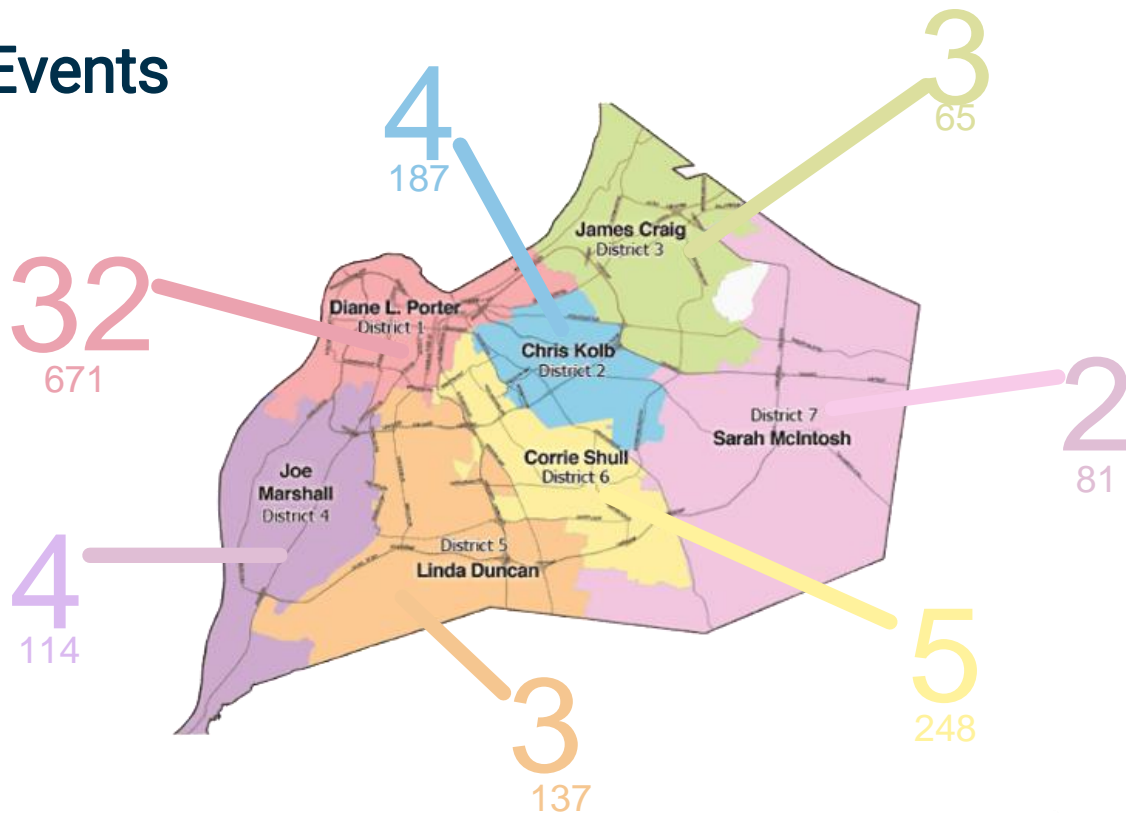 Events
3
65
4
187
James Craig
District 3
32
671
Diane L. Porter
District 1
Chris Kolb
District 2
2
81
District 7
Sarah McIntosh
Corrie Shull
District 6
Joe
Marshall
District 4
District 5
Linda Duncan
4
114
5
248
3
137